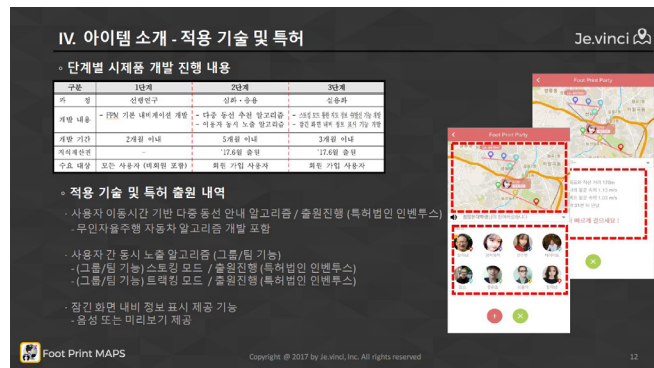 Ⅳ. 아이템 소개 - 적용 기술 및 특허
Je.vinci
◦ 단계별 시제품 개발 진행 내용
구분 1단계 2단계 3단계
과 정 선행연구 심화·응용 실용화
개발 내용 - FPM 기본 내비게이션 개발 - 다중 동선 추천 알고리즘
- 이용자 동시 노출 알고리즘
개발 기간 2개월 이내 5개월 이내 3개월 이내
지식재산권 - '17.6월 출원 '17.6월 출원
수요 대상 모든 사용자 (비회원 포함) 회원 가입 사용자 회원 가입 사용자
◦ 적용 기술 및 특허 출원 내역
· 사용자 이동시간 기반 다중 동선 안내 알고리즘 / 출원진행 (특허법인 인벤투스)
- 무인자율주행 자동차 알고리즘 개발 포함
· 사용자 간 동시 노출 알고리즘 (그룹/팀 기능)
- (그룹/팀 기능) 스토킹 모드 / 출원진행 (특허법인 인벤투스)
- (그룹/팀 기능) 트랙킹 모드 / 출원진행 (특허법인 인벤투스)
· 잠긴 화면 내비 정보 표시 제공 기능
- 음성 또는 미리보기 제공
Foot Print Party
Foot Print Party
빠르게 걸으세요 !
Foot Print MAPS
Copyright @ 2017 by Je.vinci, Inc. All rights reserved
12